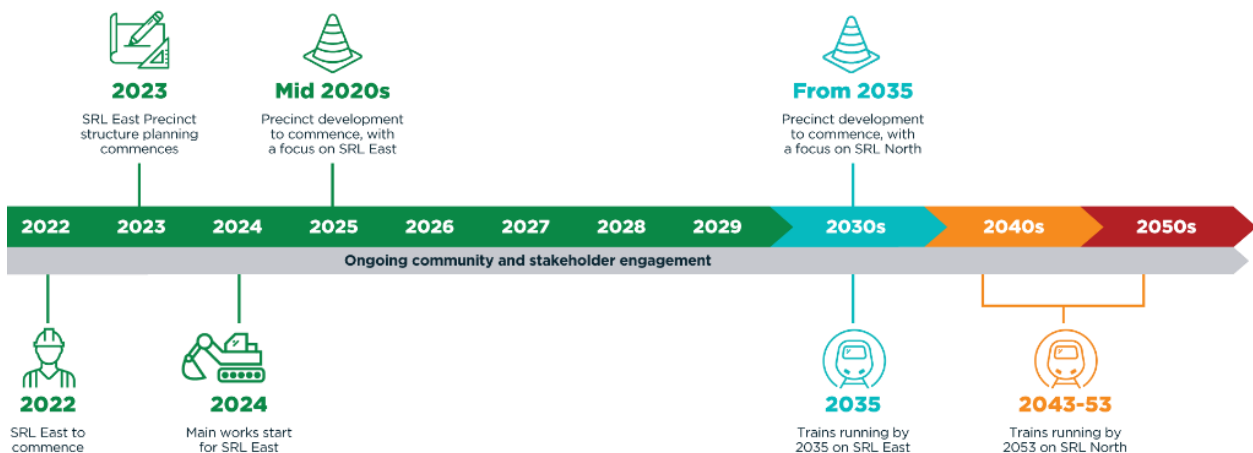 2023
SRL East Precinct
structure planning
commences
Mid 2020s
Precinct development
to commence, with
a focus on SRL East
From 2035
Precinct development
to commence, with
a focus on SRL North
2022 2023 2024 2025 2026 2027 2028 2029 2030s 2040s 2050s
Ongoing community and stakeholder engagement
2022
SRL East to
commence
2024
Main works start
for SRL East
2035
Trains running by
2035 on SRL East
2043-53
Trains running by
2053 on SRL North